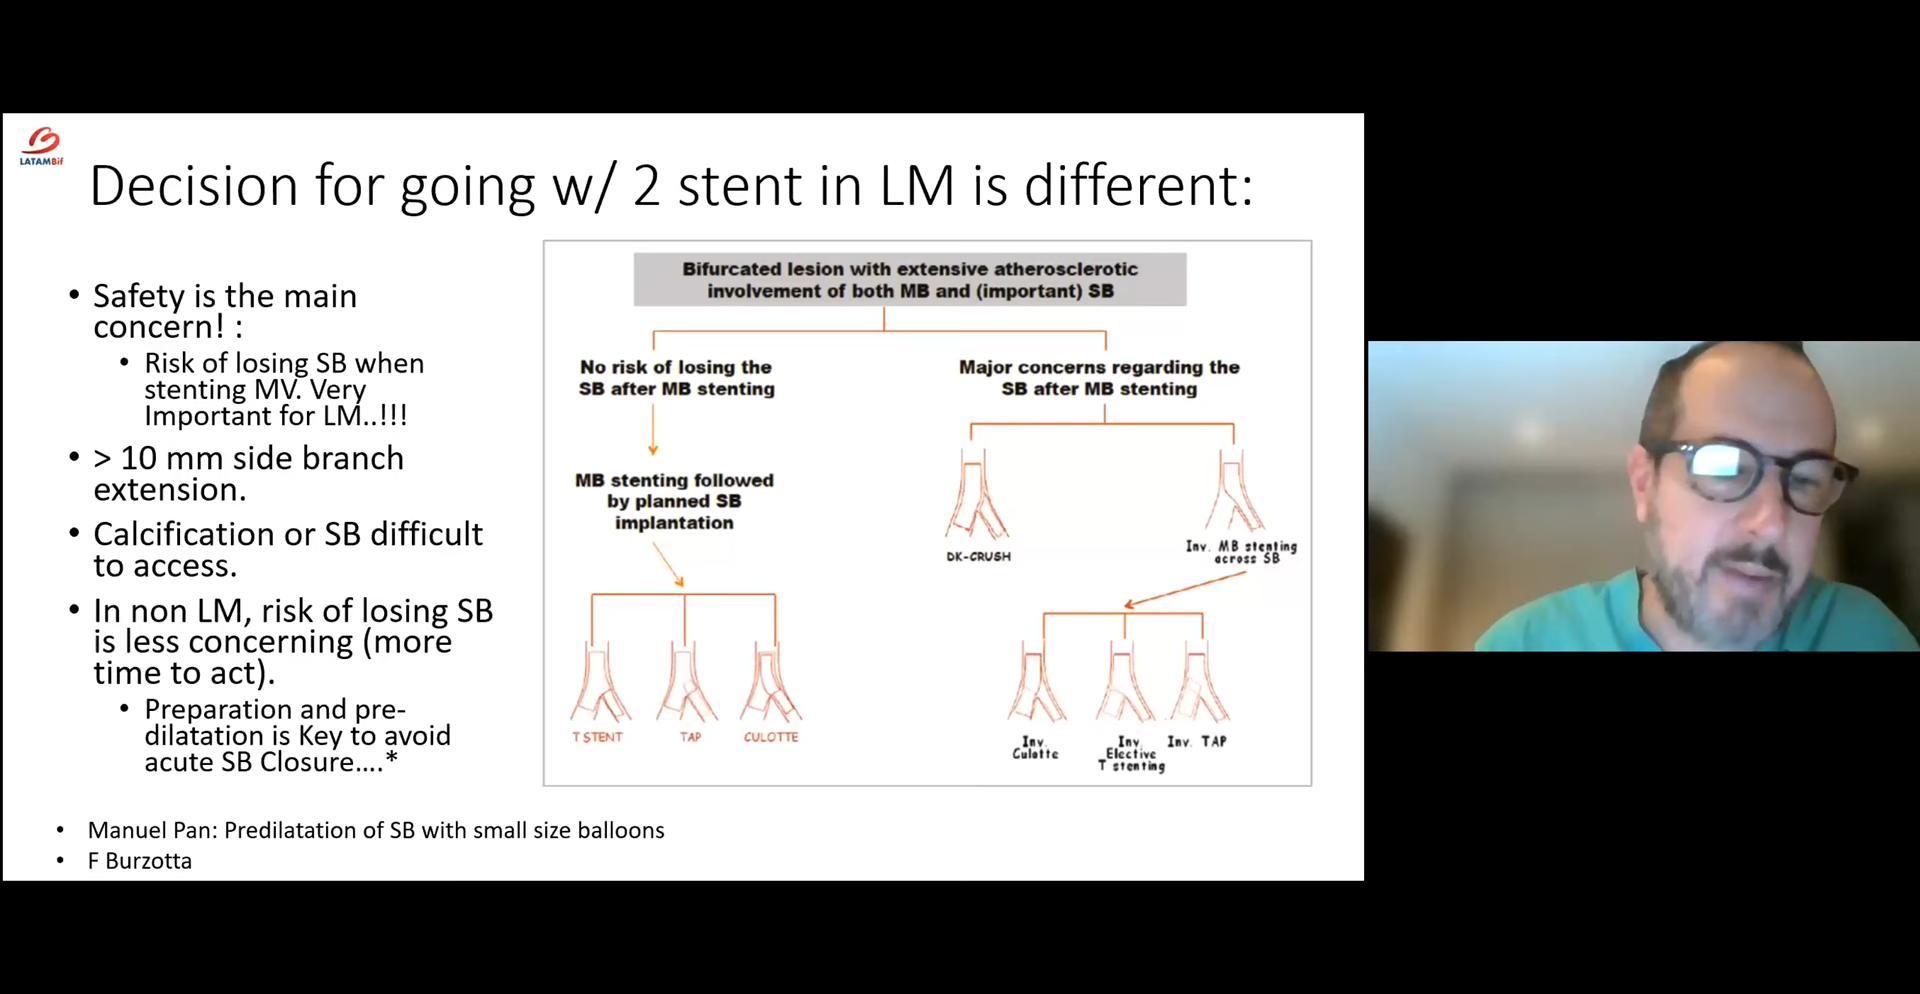 LATAMBif
Decision for going w/ 2 stent in LM is different:
• Safety is the main
concern! :
• Risk of losing SB when
stenting MV. Very
Important for LM..!!!
• > 10 mm side branch
extension.
• Calcification or SB difficult
to access.
• In non LM, risk of losing SB
is less concerning (more
time to act).
• Preparation and pre-
dilatation is Key to avoid
acute SB Closure....*
Bifurcated lesion with extensive atherosclerotic
involvement of both MB and (important) SB
No risk of losing the
SB after MB stenting
MB stenting followed
by planned SB
implantation
T STENT
TAP
CULOTTE
Major concerns regarding the
SB after MB stenting
DK-CRUSH
Inv. MB stenting
across SB
Inv.
Culotte
Inv.
Elective
T stenting
Inv. TAP
• Manuel Pan: Predilatation of SB with small size balloons
• F Burzotta